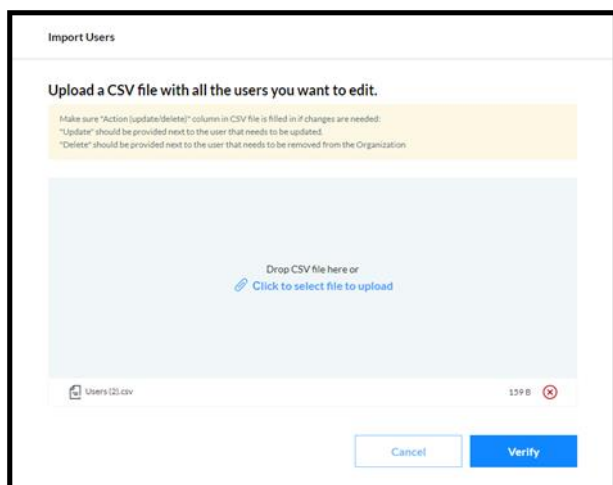 Import Users
Upload a CSV file with all the users you want to edit.
Make sure "Action (update/delete)" column in CSV file is filled in if changes are needed:
"Update" should be provided next to the user that needs to be updated.
"Delete" should be provided next to the user that needs to be removed from the Organization
Drop CSV file here or
Click to select file to upload
Users (2).csv
159 B
Cancel
Verify